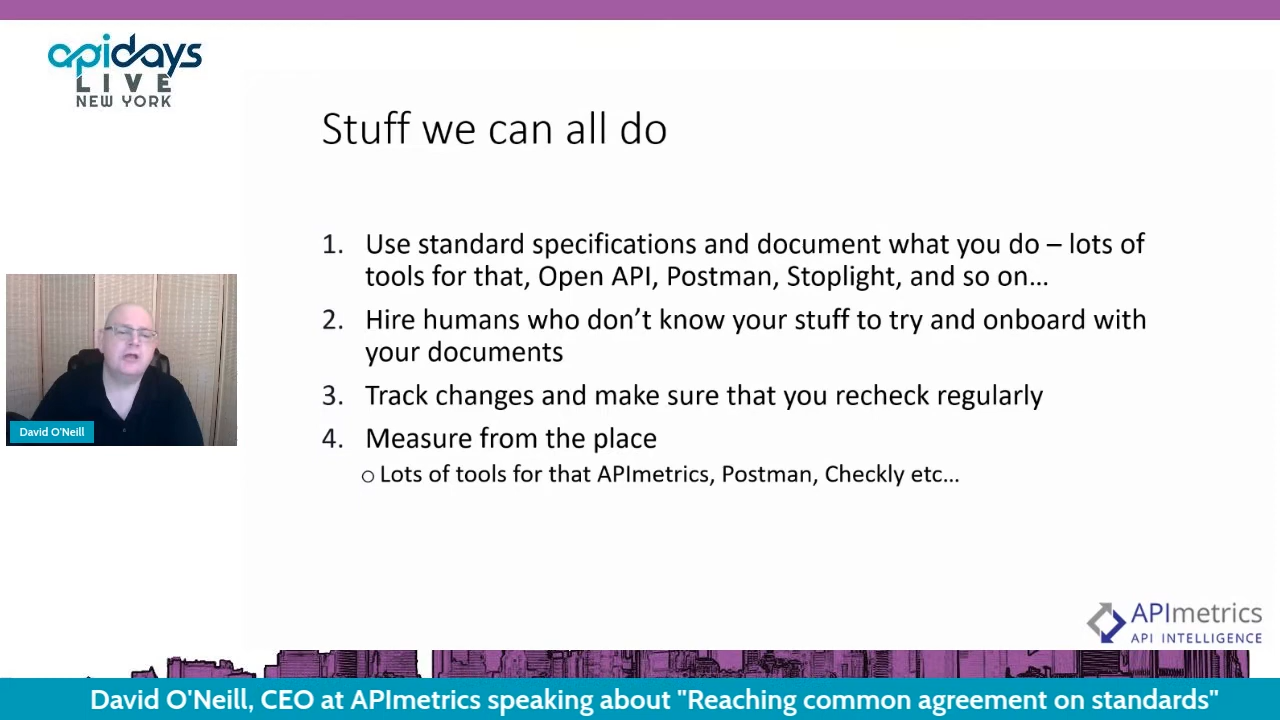 apidays
LIVE
NEW YORK
Stuff we can all do
1. Use standard specifications and document what you do – lots of
tools for that, Open API, Postman, Stoplight, and so on…
2. Hire humans who don’t know your stuff to try and onboard with
your documents
3. Track changes and make sure that you recheck regularly
4. Measure from the place
○ Lots of tools for that APImetrics, Postman, Checkly etc…
David O'Neill
APImetrics
API INTELLIGENCE
David O'Neill, CEO at APImetrics speaking about "Reaching common agreement on standards"